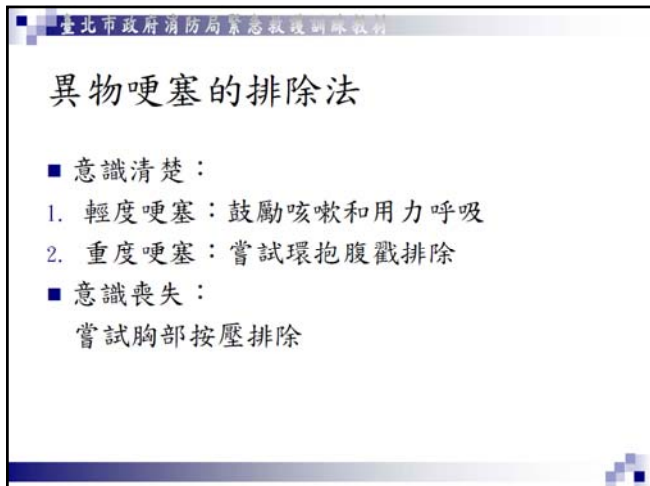 臺北市政府消防局緊急救護訓練教材
異物哽塞的排除法
■ 意識清楚：
1. 輕度哽塞：鼓勵咳嗽和用力呼吸
2. 重度哽塞：嘗試環抱腹戳排除
■ 意識喪失：
嘗試胸部按壓排除